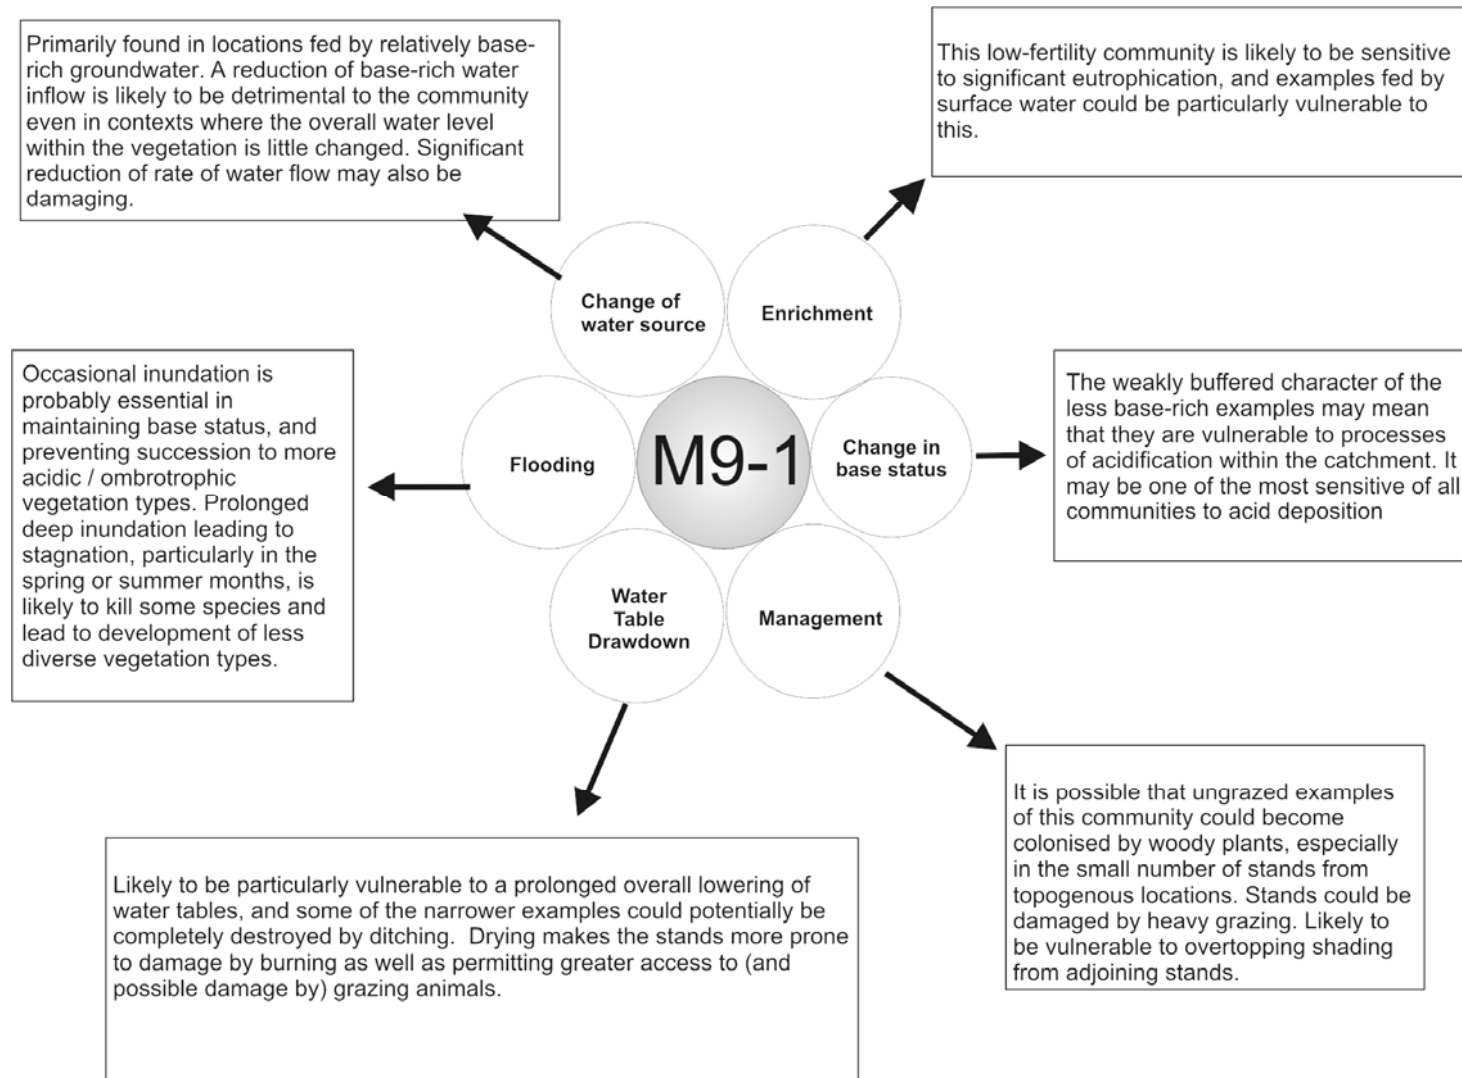 Primarily found in locations fed by relatively base-
rich groundwater. A reduction of base-rich water
inflow is likely to be detrimental to the community
even in contexts where the overall water level
within the vegetation is little changed. Significant
reduction of rate of water flow may also be
damaging.
This low-fertility community is likely to be sensitive
to significant eutrophication, and examples fed by
surface water could be particularly vulnerable to
this.
Change of
water source
Enrichment
Occasional inundation is
probably essential in
maintaining base status, and
preventing succession to more
acidic / ombrotrophic
vegetation types. Prolonged
deep inundation leading to
stagnation, particularly in the
spring or summer months, is
likely to kill some species and
lead to development of less
diverse vegetation types.
Flooding
M9-1
Change in
base status
The weakly buffered character of the
less base-rich examples may mean
that they are vulnerable to processes
of acidification within the catchment. It
may be one of the most sensitive of all
communities to acid deposition
Water
Table
Drawdown
Management
Likely to be particularly vulnerable to a prolonged overall lowering of
water tables, and some of the narrower examples could potentially be
completely destroyed by ditching.  Drying makes the stands more prone
to damage by burning as well as permitting greater access to (and
possible damage by) grazing animals.
It is possible that ungrazed examples
of this community could become
colonised by woody plants, especially
in the small number of stands from
topogenous locations. Stands could be
damaged by heavy grazing. Likely to
be vulnerable to overtopping shading
from adjoining stands.